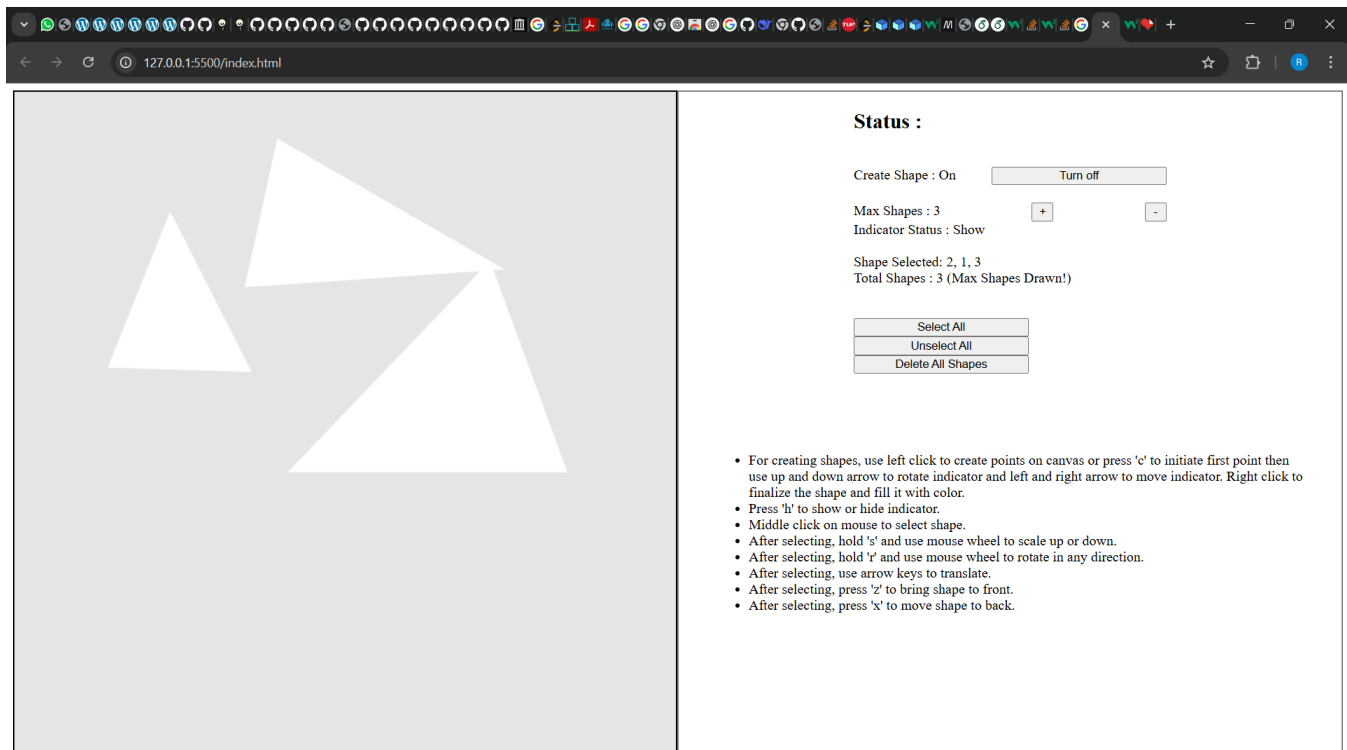 127.0.0.1:5500/index.html
R
Status :
Create Shape : On
Turn off
Max Shapes : 3
+
-
Indicator Status : Show
Shape Selected: 2, 1, 3
Total Shapes : 3 (Max Shapes Drawn!)
Select All
Unselect All
Delete All Shapes
• For creating shapes, use left click to create points on canvas or press 'c' to initiate first point then
use up and down arrow to rotate indicator and left and right arrow to move indicator. Right click to
finalize the shape and fill it with color.
• Press 'h' to show or hide indicator.
• Middle click on mouse to select shape.
• After selecting, hold 's' and use mouse wheel to scale up or down.
• After selecting, hold 'r' and use mouse wheel to rotate in any direction.
• After selecting, use arrow keys to translate.
• After selecting, press 'z' to bring shape to front.
• After selecting, press 'x' to move shape to back.